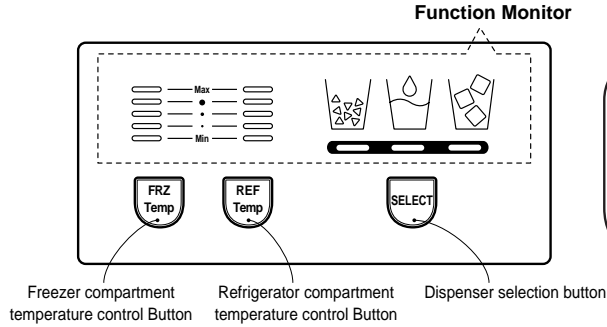 Function Monitor
Max
Min
FRZ
Temp
REF
Temp
SELECT
Freezer compartment
temperature control Button
Refrigerator compartment
temperature control Button
Dispenser selection button